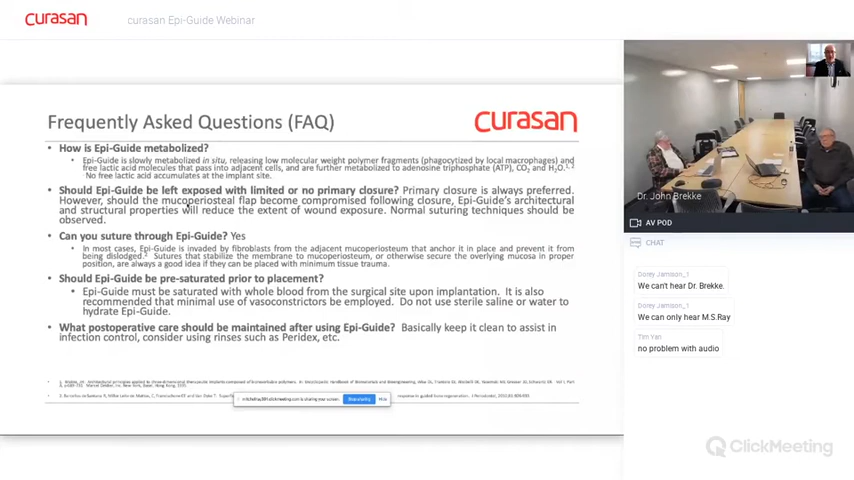 curasan
curasan Epi-Guide Webinar
Frequently Asked Questions (FAQ)
curasan
• How is Epi-Guide metabolized?
• Epi-Guide is slowly metabolized in situ, releasing low molecular weight polymer fragments (phagocytized by local macrophages) and
free lactic acid molecules that pass into adjacent cells, and are further metabolized to adenosine triphosphate (ATP), CO2 and H2O.1, 2
No free lactic acid accumulates at the implant site.
• Should Epi-Guide be left exposed with limited or no primary closure? Primary closure is always preferred.
However, should the mucoperiosteal flap become compromised following closure, Epi-Guide's architectural
and structural properties will reduce the extent of wound exposure. Normal suturing techniques should be
observed.
• Can you suture through Epi-Guide? Yes
• In most cases, Epi-Guide is invaded by fibroblasts from the adjacent mucoperiosteum that anchor it in place and prevent it from
being dislodged.2 Sutures that stabilize the membrane to mucoperiosteum, or otherwise secure the overlying mucosa in proper
position, are always a good idea if they can be placed with minimum tissue trauma.
• Should Epi-Guide be pre-saturated prior to placement?
• Epi-Guide must be saturated with whole blood from the surgical site upon implantation. It is also
recommended that minimal use of vasoconstrictors be employed. Do not use sterile saline or water to
hydrate Epi-Guide.
• What postoperative care should be maintained after using Epi-Guide? Basically keep it clean to assist in
infection control, consider using rinses such as Peridex, etc.
is sharing your screen.
Stop sharing
Hide
Dr. John Brekke
AV POD
CHAT
Dorey Jamison_1
We can't hear Dr. Brekke.
Dorey Jamison_1
We can only hear M.S.Ray
Tim Yan
no problem with audio
ClickMeeting